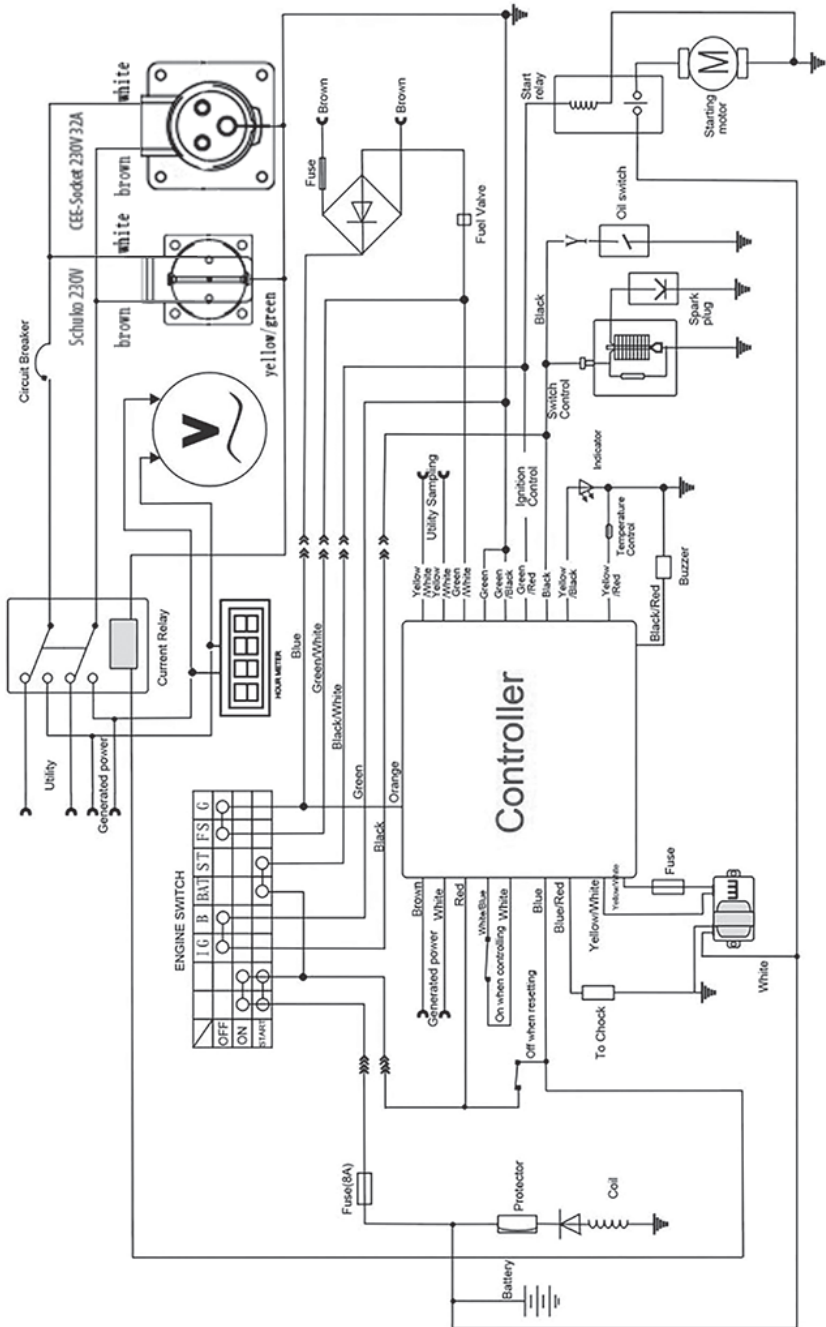 CEE-Socket 230V 32A
white
brown
Schuko 230V
white
brown
yellow/green
Circuit Breaker
V
Current Relay
Utility
Generated power
HOUR METER
Fuse
Brown
Brown
Fuel Valve
Start
relay
M
Starting
motor
Oil switch
Spark
plug
Black
Switch
Control
Utility Sampling
Ignition
Control
Indicator
Temperature
Control
Buzzer
Blue
Green/White
Black/White
Green
Orange
Black
ENGINE SWITCH
IG
B
BAT
ST
FS
G
OFF
ON
START
Yellow
/White
Yellow
/White
Green
/White
Green
Green
/Black
Green
/Red
Black
Yellow
/Black
Yellow
/Red
Black/Red
Controller
Brown
White
Generated power
Red
White/Blue
On when controlling
White
Off when resetting
Blue
Blue/Red
Yellow/White
Yellow/White
Fuse
To Chock
White
Fuse(8A)
Protector
Coil
Battery